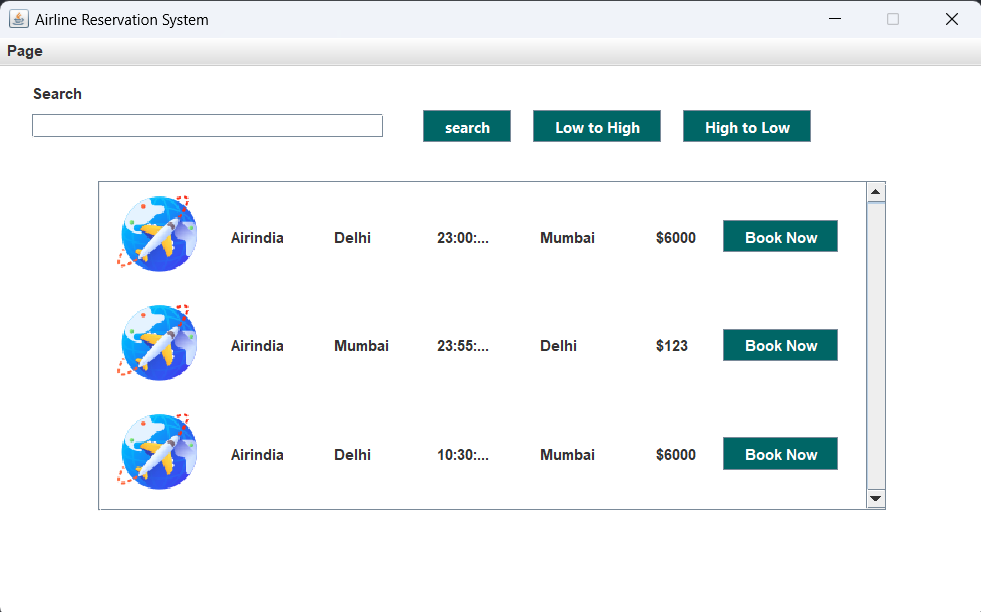 Airline Reservation System
Page
Search
search Low to High High to Low
Airindia Delhi 23:00:... Mumbai $6000 Book Now
Airindia Mumbai 23:55:... Delhi $123 Book Now
Airindia Delhi 10:30:... Mumbai $6000 Book Now